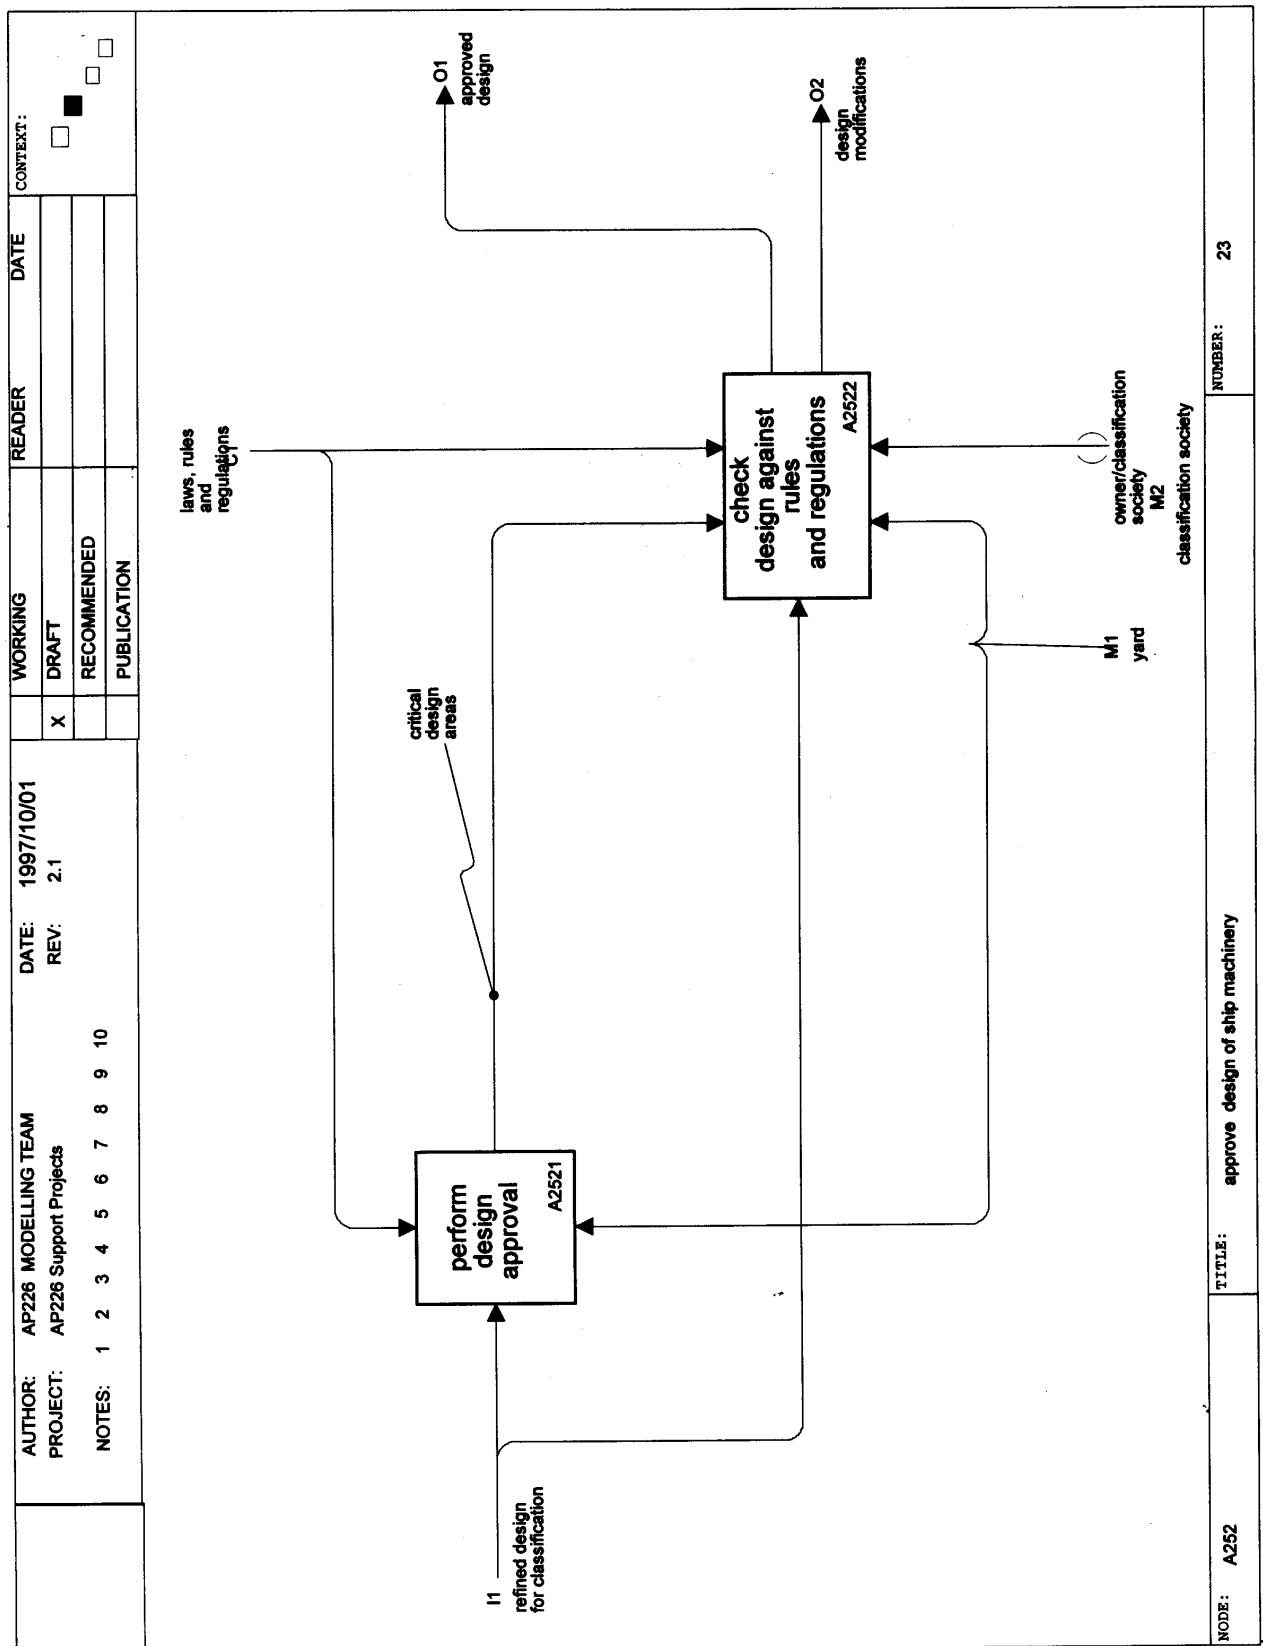 AUTHOR: AP226 MODELLING TEAM
DATE: 1997/10/01
PROJECT: AP226 Support Projects
REV: 2.1
NOTES: 1 2 3 4 5 6 7 8 9 10
WORKING
X DRAFT
RECOMMENDED
PUBLICATION
READER DATE
CONTEXT:
laws, rules
and
regulations
C1
critical
design
areas
O1
approved
design
O2
design
modifications
perform
design
approval
A2521
check
design against
rules
and regulations
A2522
I1
refined design
for classification
M1
yard
owner/classification
society
M2
classification society
NODE: A252
TITLE: approve design of ship machinery
NUMBER: 23